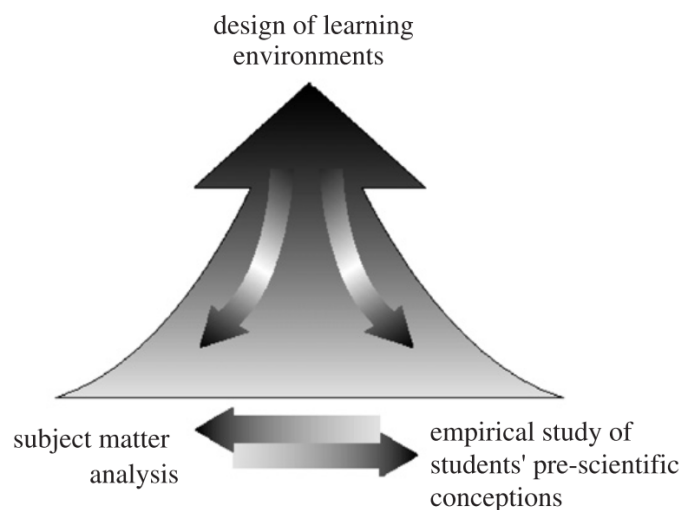 design of learning
environments
subject matter
analysis
empirical study of
students' pre-scientific
conceptions